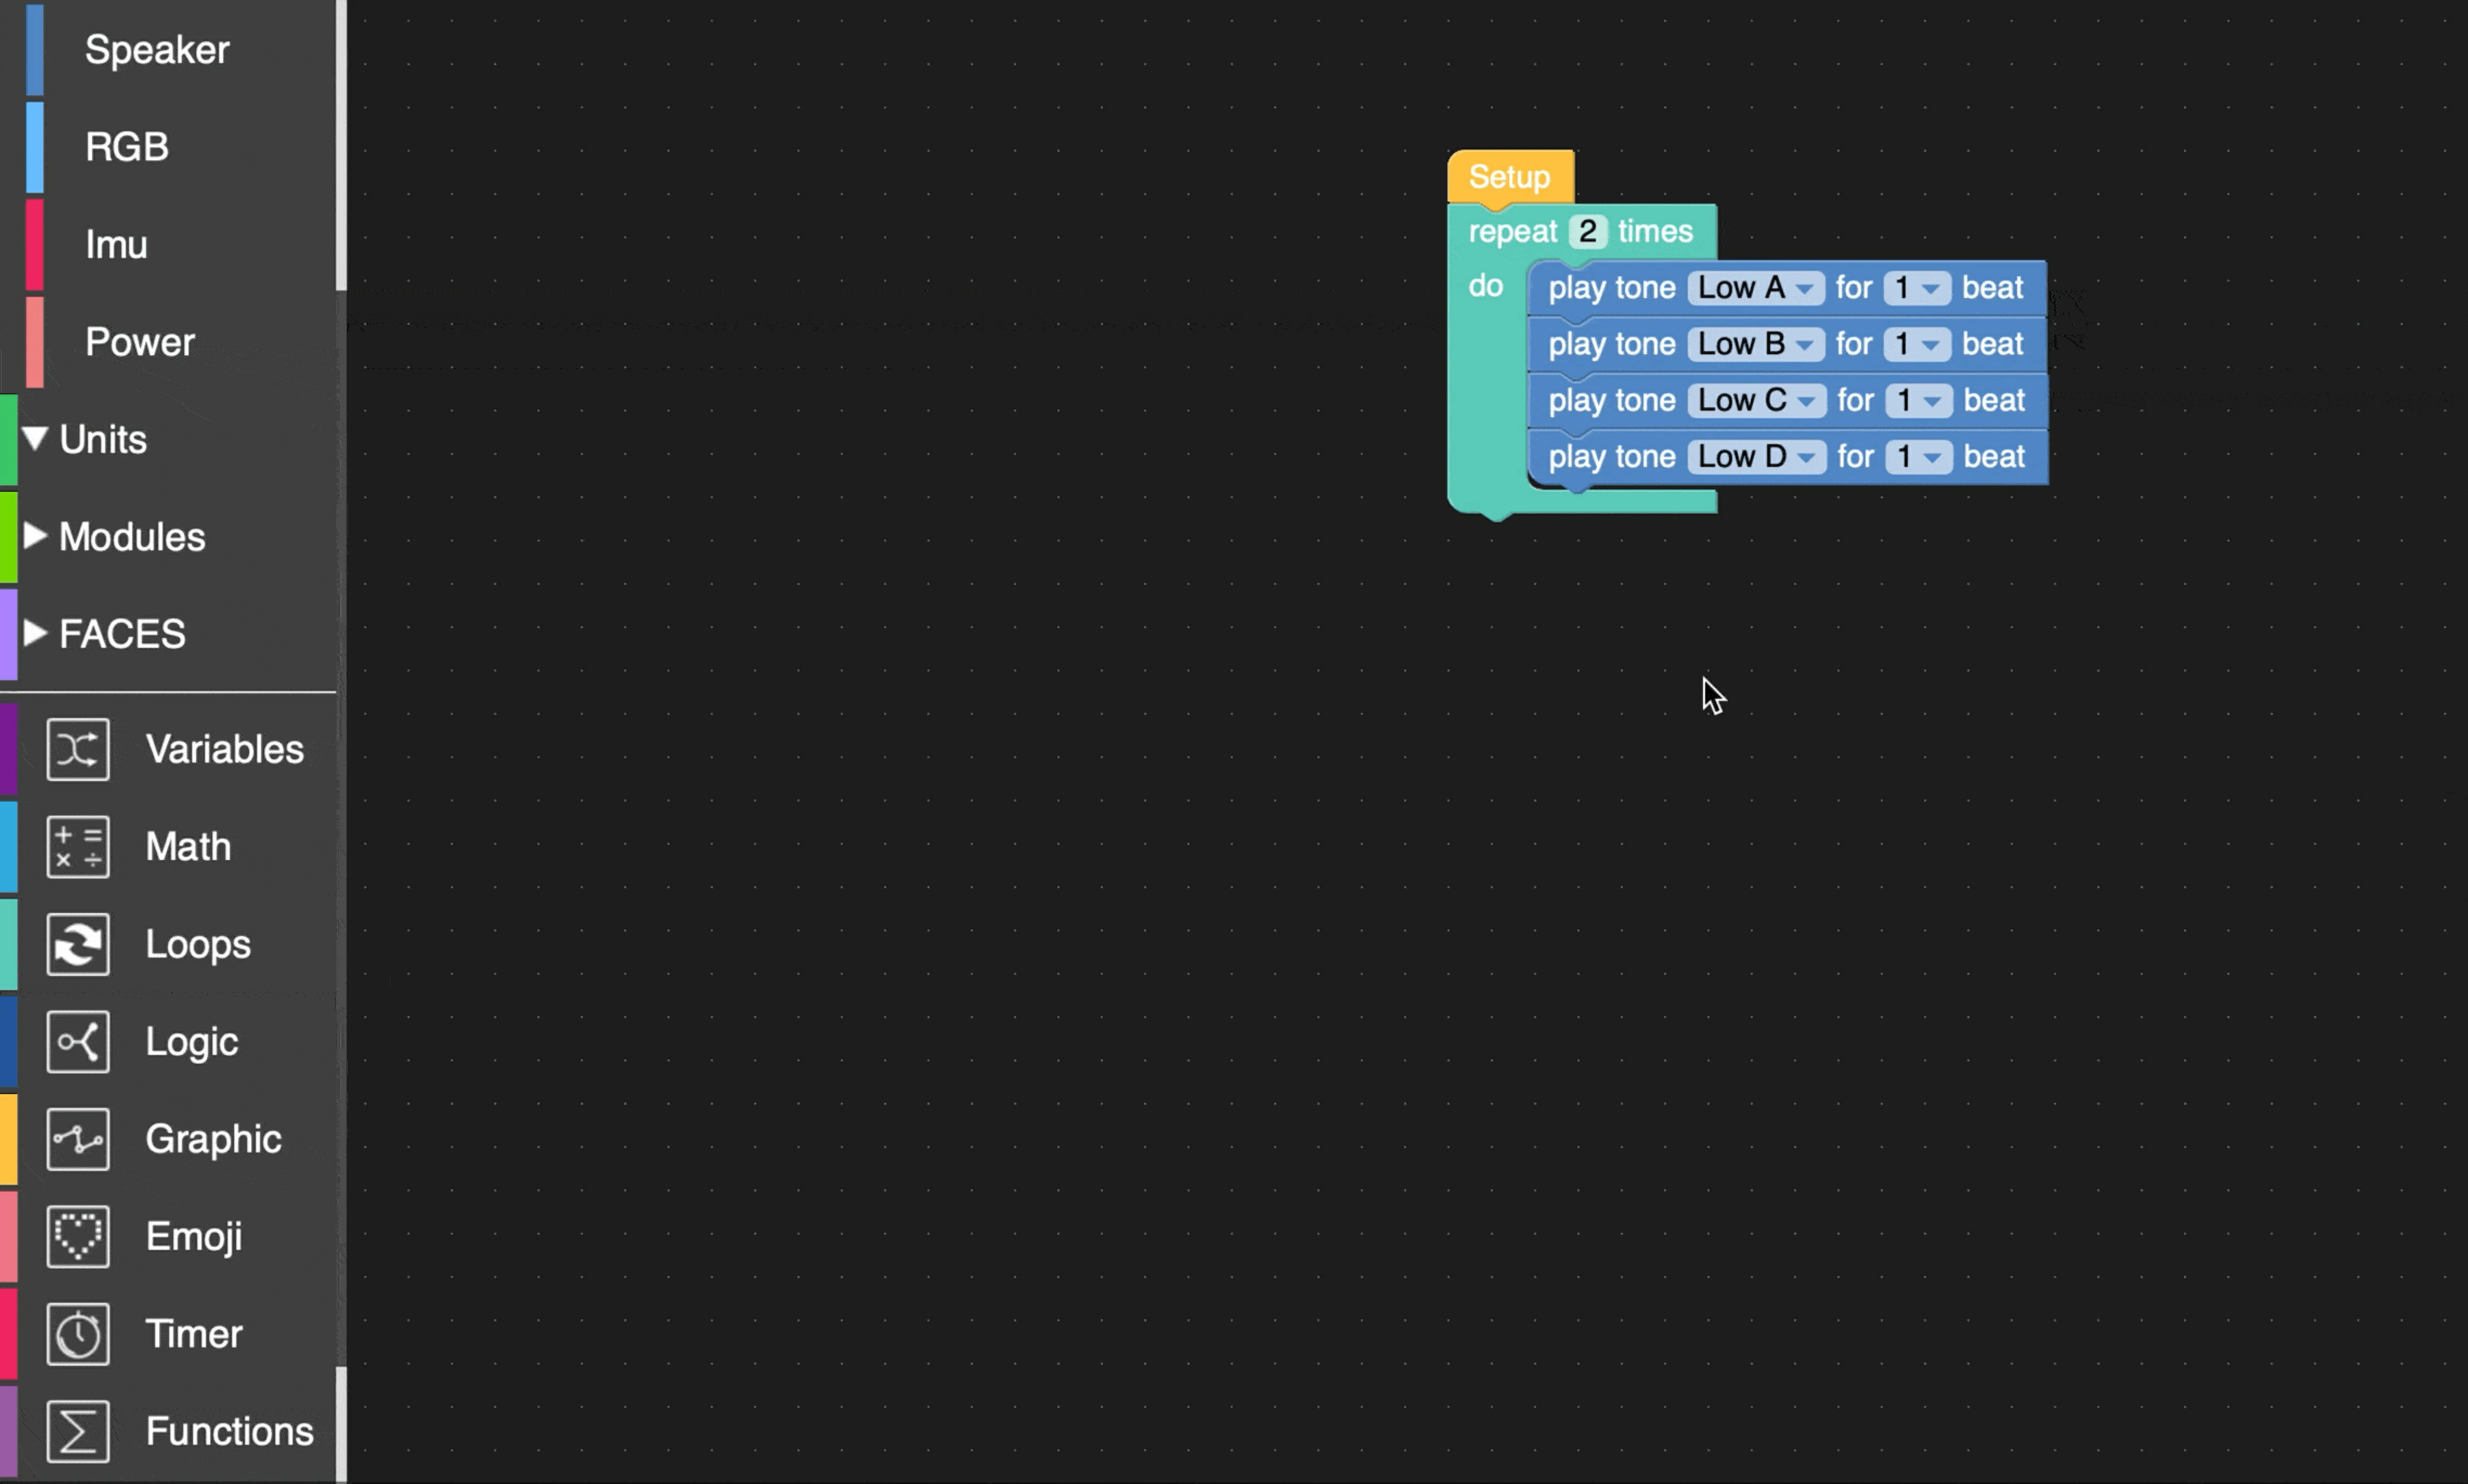 Speaker
RGB
Imu
Power
Units
Modules
FACES
Variables
Math
Loops
Logic
Graphic
Emoji
Timer
Functions
Setup
repeat 2 times
do play tone Low A for 1 beat
play tone Low B for 1 beat
play tone Low C for 1 beat
play tone Low D for 1 beat